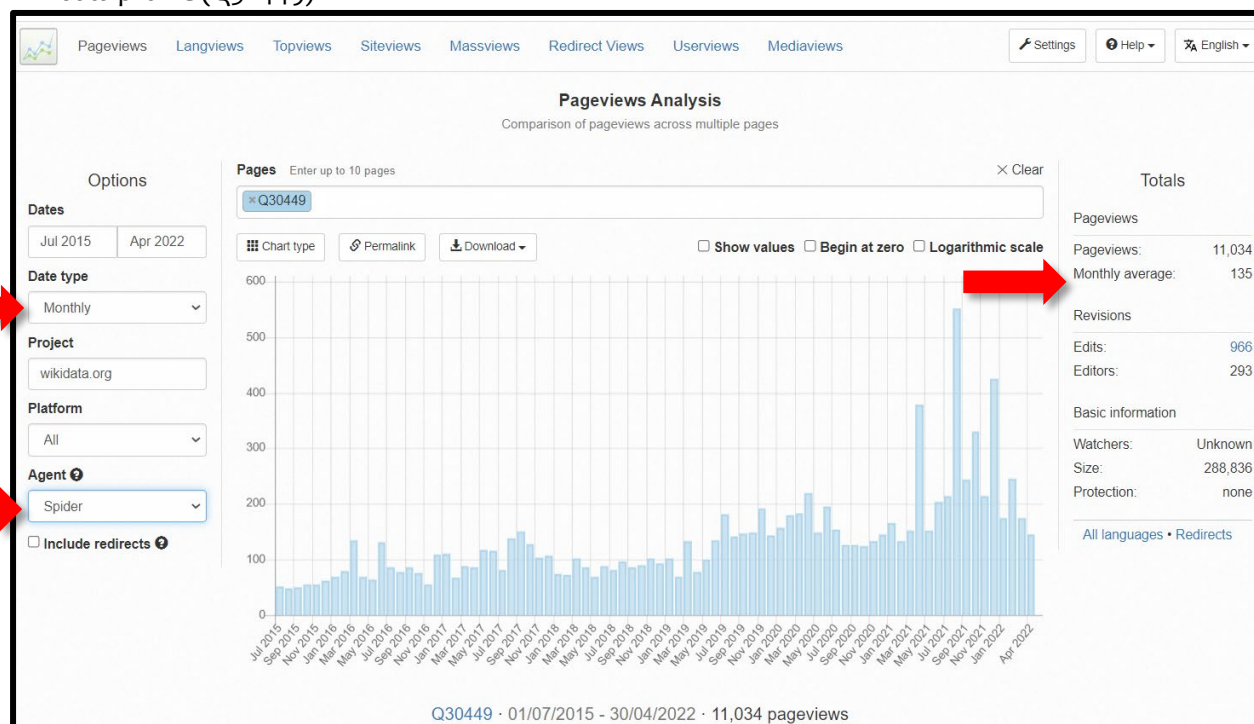 Pageviews Langviews Topviews Siteviews Massviews Redirect Views Userviews Mediaviews Settings Help English
Pageviews Analysis
Comparison of pageviews across multiple pages
Options
Dates
Jul 2015 Apr 2022
Date type
Monthly
Project
wikidata.org
Platform
All
Agent
Spider
Include redirects
Pages Enter up to 10 pages × Clear
× Q30449
Chart type Permalink Download Show values Begin at zero Logarithmic scale
600
500
400
300
200
100
0
Jul 2015 Sep 2015 Nov 2015 Jan 2016 Mar 2016 May 2016 Jul 2016 Sep 2016 Nov 2016 Jan 2017 Mar 2017 May 2017 Jul 2017 Sep 2017 Nov 2017 Jan 2018 Mar 2018 May 2018 Jul 2018 Sep 2018 Nov 2018 Jan 2019 Mar 2019 May 2019 Jul 2019 Sep 2019 Nov 2019 Jan 2020 Mar 2020 May 2020 Jul 2020 Sep 2020 Nov 2020 Jan 2021 Mar 2021 May 2021 Jul 2021 Sep 2021 Nov 2021 Jan 2022 Apr 2022
Q30449 · 01/07/2015 - 30/04/2022 · 11,034 pageviews
Totals
Pageviews
Pageviews: 11,034
Monthly average: 135
Revisions
Edits: 966
Editors: 293
Basic information
Watchers: Unknown
Size: 288,836
Protection: none
All languages • Redirects